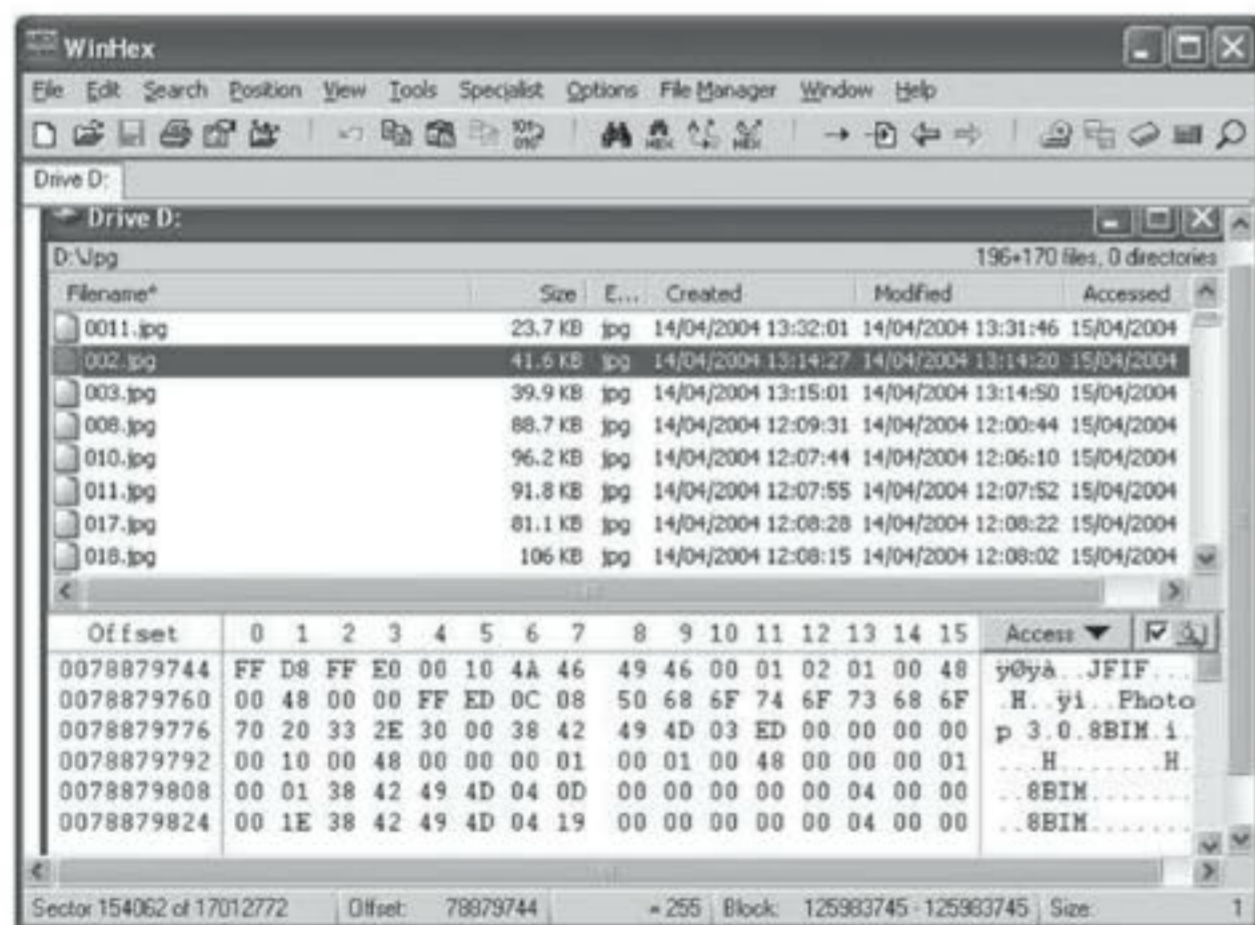 WinHex
File Edit Search Position View Tools Specialist Options File Manager Window Help
Drive D:
Drive D:
D:\Jpg 196+170 files, 0 directories
Filename* Size E... Created Modified Accessed
0011.jpg 23.7 KB jpg 14/04/2004 13:32:01 14/04/2004 13:31:46 15/04/2004
002.jpg 41.6 KB jpg 14/04/2004 13:14:27 14/04/2004 13:14:20 15/04/2004
003.jpg 39.9 KB jpg 14/04/2004 13:15:01 14/04/2004 13:14:50 15/04/2004
008.jpg 88.7 KB jpg 14/04/2004 12:09:31 14/04/2004 12:00:44 15/04/2004
010.jpg 96.2 KB jpg 14/04/2004 12:07:44 14/04/2004 12:06:10 15/04/2004
011.jpg 91.8 KB jpg 14/04/2004 12:07:55 14/04/2004 12:07:52 15/04/2004
017.jpg 81.1 KB jpg 14/04/2004 12:08:28 14/04/2004 12:08:22 15/04/2004
018.jpg 106 KB jpg 14/04/2004 12:08:15 14/04/2004 12:08:02 15/04/2004
Offset 0 1 2 3 4 5 6 7 8 9 10 11 12 13 14 15 Access
0078879744 FF D8 FF E0 00 10 4A 46 49 46 00 01 02 01 00 48 ÿØÿà..JFIF...
0078879760 00 48 00 00 FF ED 0C 08 50 68 6F 74 6F 73 68 6F .H..ÿi..Photo
0078879776 70 20 33 2E 30 00 38 42 49 4D 03 ED 00 00 00 00 p 3.0.8BIM.i.
0078879792 00 10 00 48 00 00 00 01 00 01 00 48 00 00 00 01 ...H.......H.
0078879808 00 01 38 42 49 4D 04 0D 00 00 00 00 00 04 00 00 ..8BIM.......
0078879824 00 1E 38 42 49 4D 04 19 00 00 00 00 00 04 00 00 ..8BIM.......
Sector 154062 of 17012772 Offset: 78879744 = 255 Block: 125983745 - 125983745 Size: 1